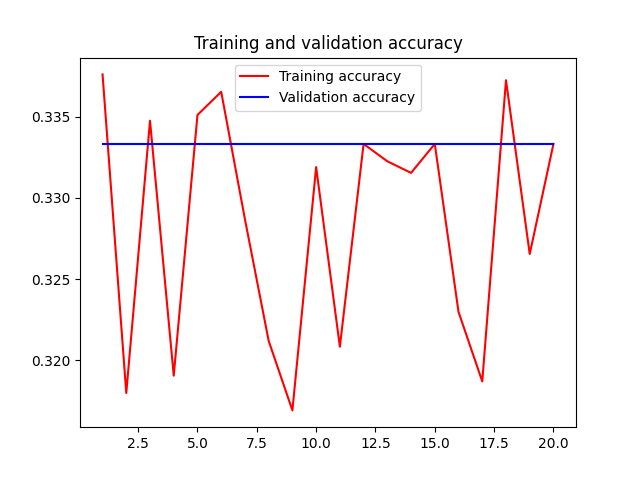 Training and validation accuracy
Training accuracy
Validation accuracy
0.335
0.330
0.325
0.320
2.5 5.0 7.5 10.0 12.5 15.0 17.5 20.0